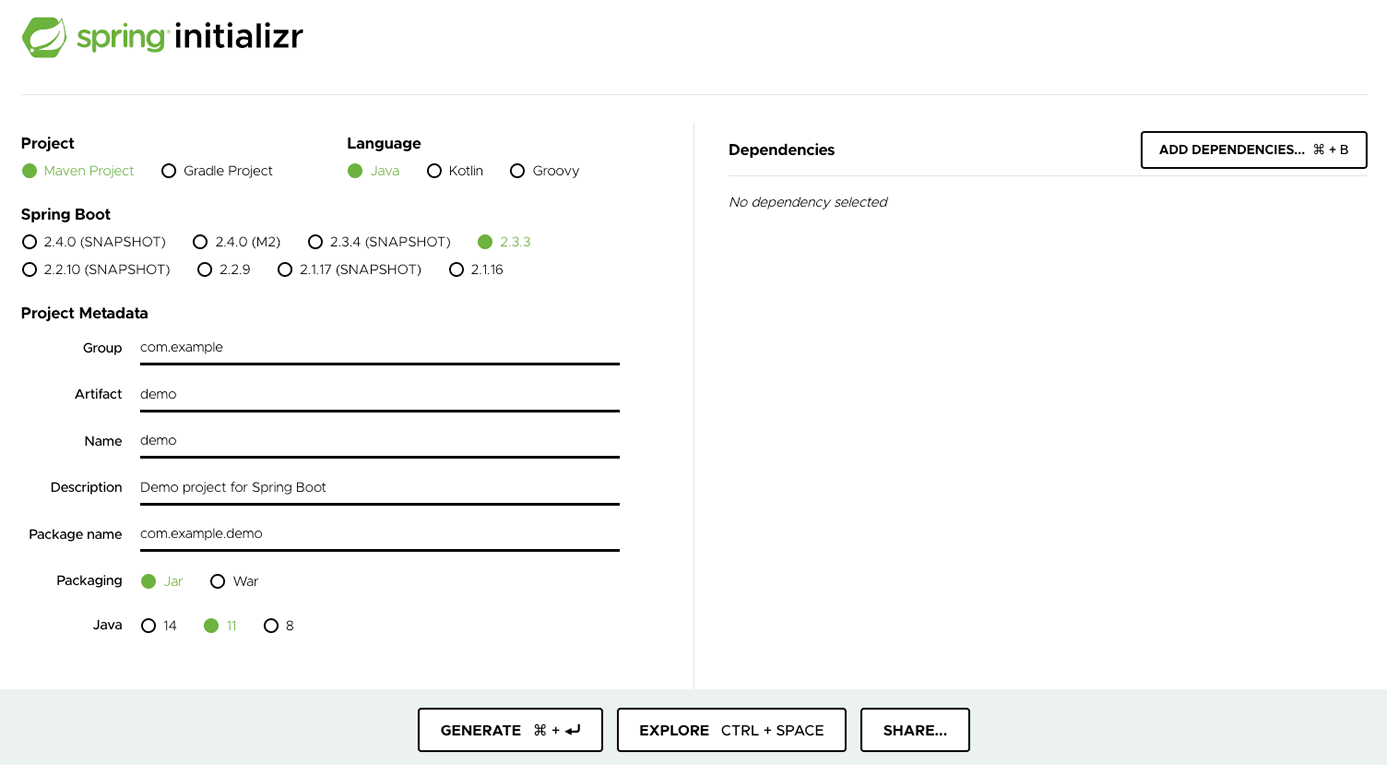 spring initializr
Project
Maven Project Gradle Project
Language
Java Kotlin Groovy
Spring Boot
2.4.0 (SNAPSHOT) 2.4.0 (M2) 2.3.4 (SNAPSHOT) 2.3.3
2.2.10 (SNAPSHOT) 2.2.9 2.1.17 (SNAPSHOT) 2.1.16
Project Metadata
Group com.example
Artifact demo
Name demo
Description Demo project for Spring Boot
Package name com.example.demo
Packaging Jar War
Java 14 11 8
Dependencies ADD DEPENDENCIES... ⌘ + B
No dependency selected
GENERATE ⌘ + ↵ EXPLORE CTRL + SPACE SHARE...